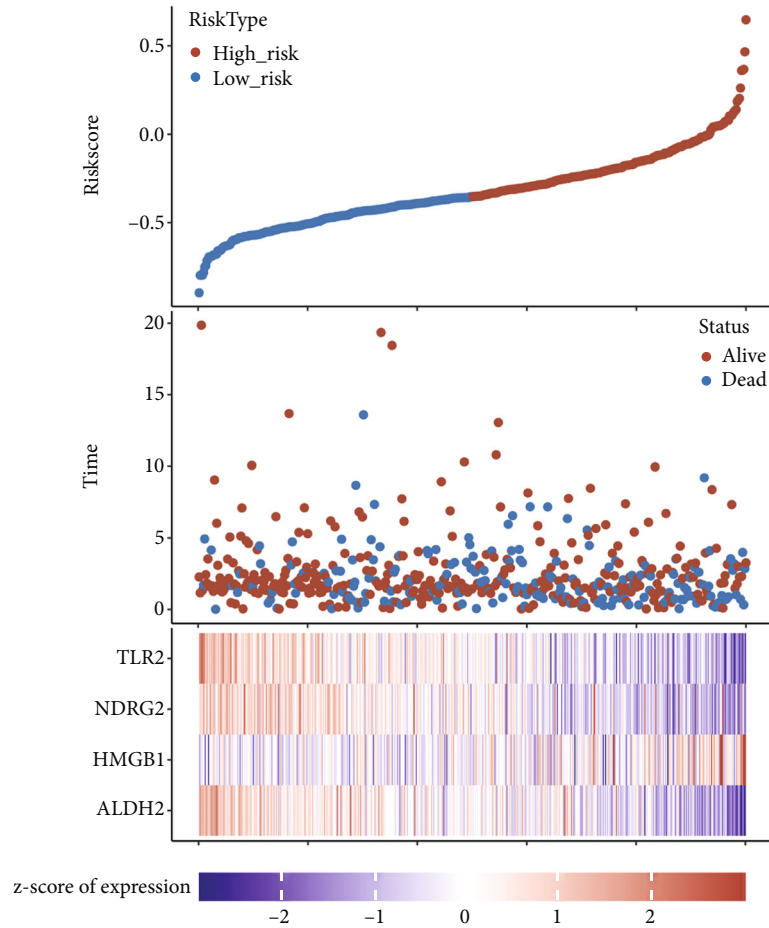 RiskType
High_risk
Low_risk
Riskscore
0.5
0.0
−0.5
Status
Alive
Dead
Time
20
15
10
5
0
TLR2
NDRG2
HMGB1
ALDH2
z-score of expression
−2 −1 0 1 2